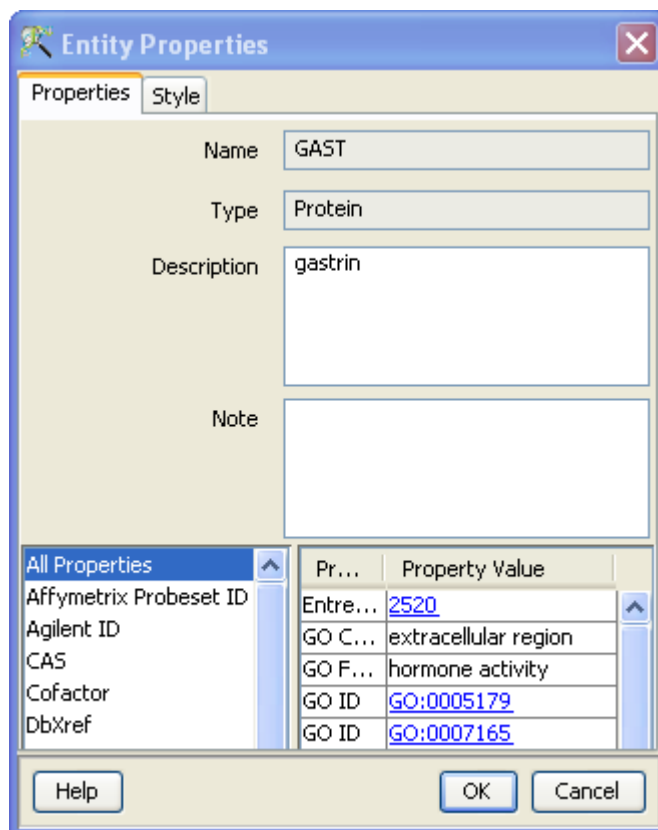 Entity Properties
Properties Style
Name GAST
Type Protein
Description gastrin
Note
All Properties
Affymetrix Probeset ID
Agilent ID
CAS
Cofactor
DbXref
Pr... Property Value
Entre... 2520
GO C... extracellular region
GO F... hormone activity
GO ID GO:0005179
GO ID GO:0007165
Help OK Cancel